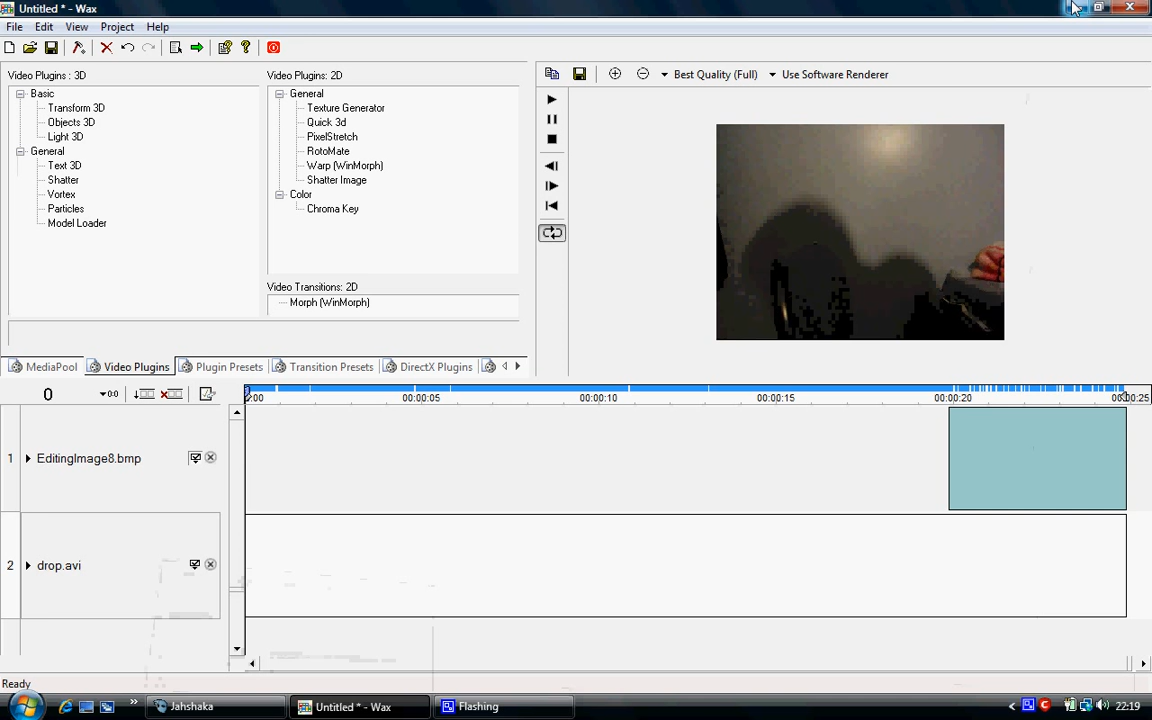 Untitled * - Wax
File Edit View Project Help
Video Plugins : 3D
Basic
Transform 3D
Objects 3D
Light 3D
General
Text 3D
Shatter
Vortex
Particles
Model Loader
Video Plugins: 2D
General
Texture Generator
Quick 3d
PixelStretch
RotoMate
Warp (WinMorph)
Shatter Image
Color
Chroma Key
Video Transitions: 2D
Morph (WinMorph)
Best Quality (Full) Use Software Renderer
MediaPool Video Plugins Plugin Presets Transition Presets DirectX Plugins
0 0:0 :00 00:00:05 00:00:10 00:00:15 00:00:20 00:00:25
1 EditingImage8.bmp
2 drop.avi
Ready
Jahshaka Untitled * - Wax Flashing 22:19